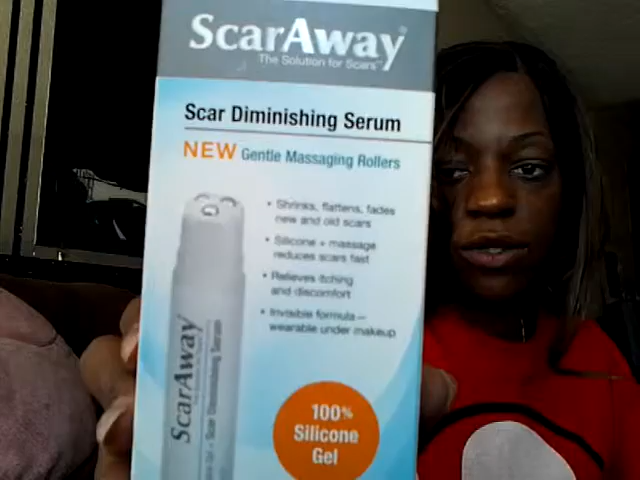 ScarAway®
The Solution for Scars™
Scar Diminishing Serum
NEW Gentle Massaging Rollers
• Shrinks, flattens, fades
new and old scars
• Silicone + massage
reduces scars fast
• Relieves itching
and discomfort
• Invisible formula—
wearable under makeup
ScarAway
Scar Diminishing Serum
100%
Silicone
Gel